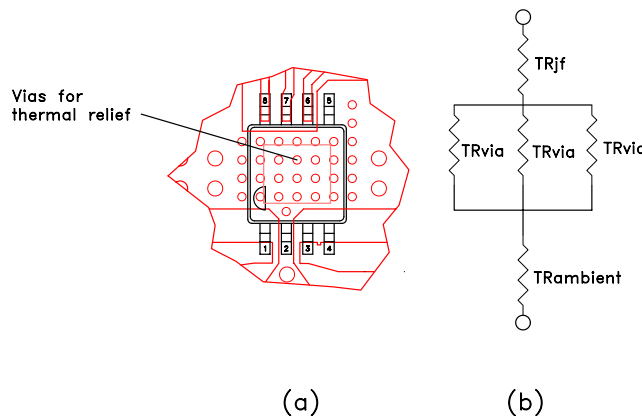 Vias for
thermal relief
8 7 6 5
1 2 3 4
(a)
TRjf
TRvia TRvia TRvia
TRambient
(b)